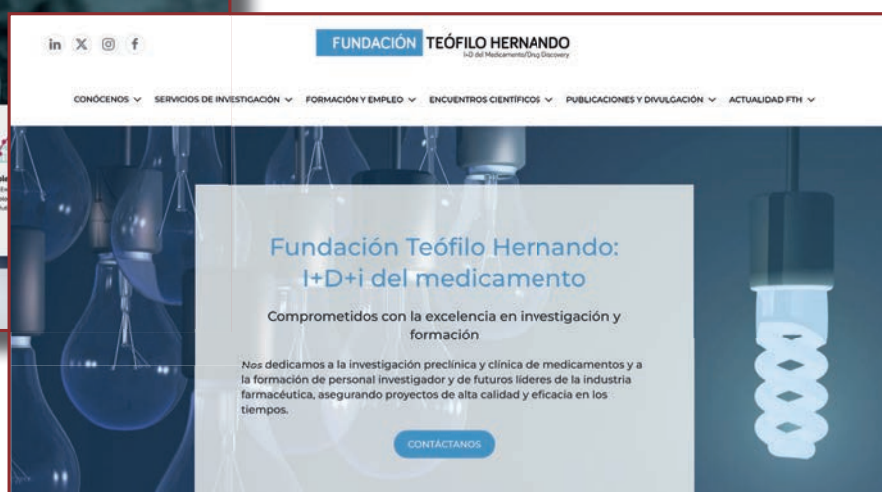 in X f
FUNDACIÓN TEÓFILO HERNANDO
I+D del Medicamento/Drug Discovery
CONÓCENOS SERVICIOS DE INVESTIGACIÓN FORMACIÓN Y EMPLEO ENCUENTROS CIENTÍFICOS PUBLICACIONES Y DIVULGACIÓN ACTUALIDAD FTH
Fundación Teófilo Hernando:
I+D+i del medicamento
Comprometidos con la excelencia en investigación y
formación
Nos dedicamos a la investigación preclínica y clínica de medicamentos y a
la formación de personal investigador y de futuros líderes de la industria
farmacéutica, asegurando proyectos de alta calidad y eficacia en los
tiempos.
CONTÁCTANOS